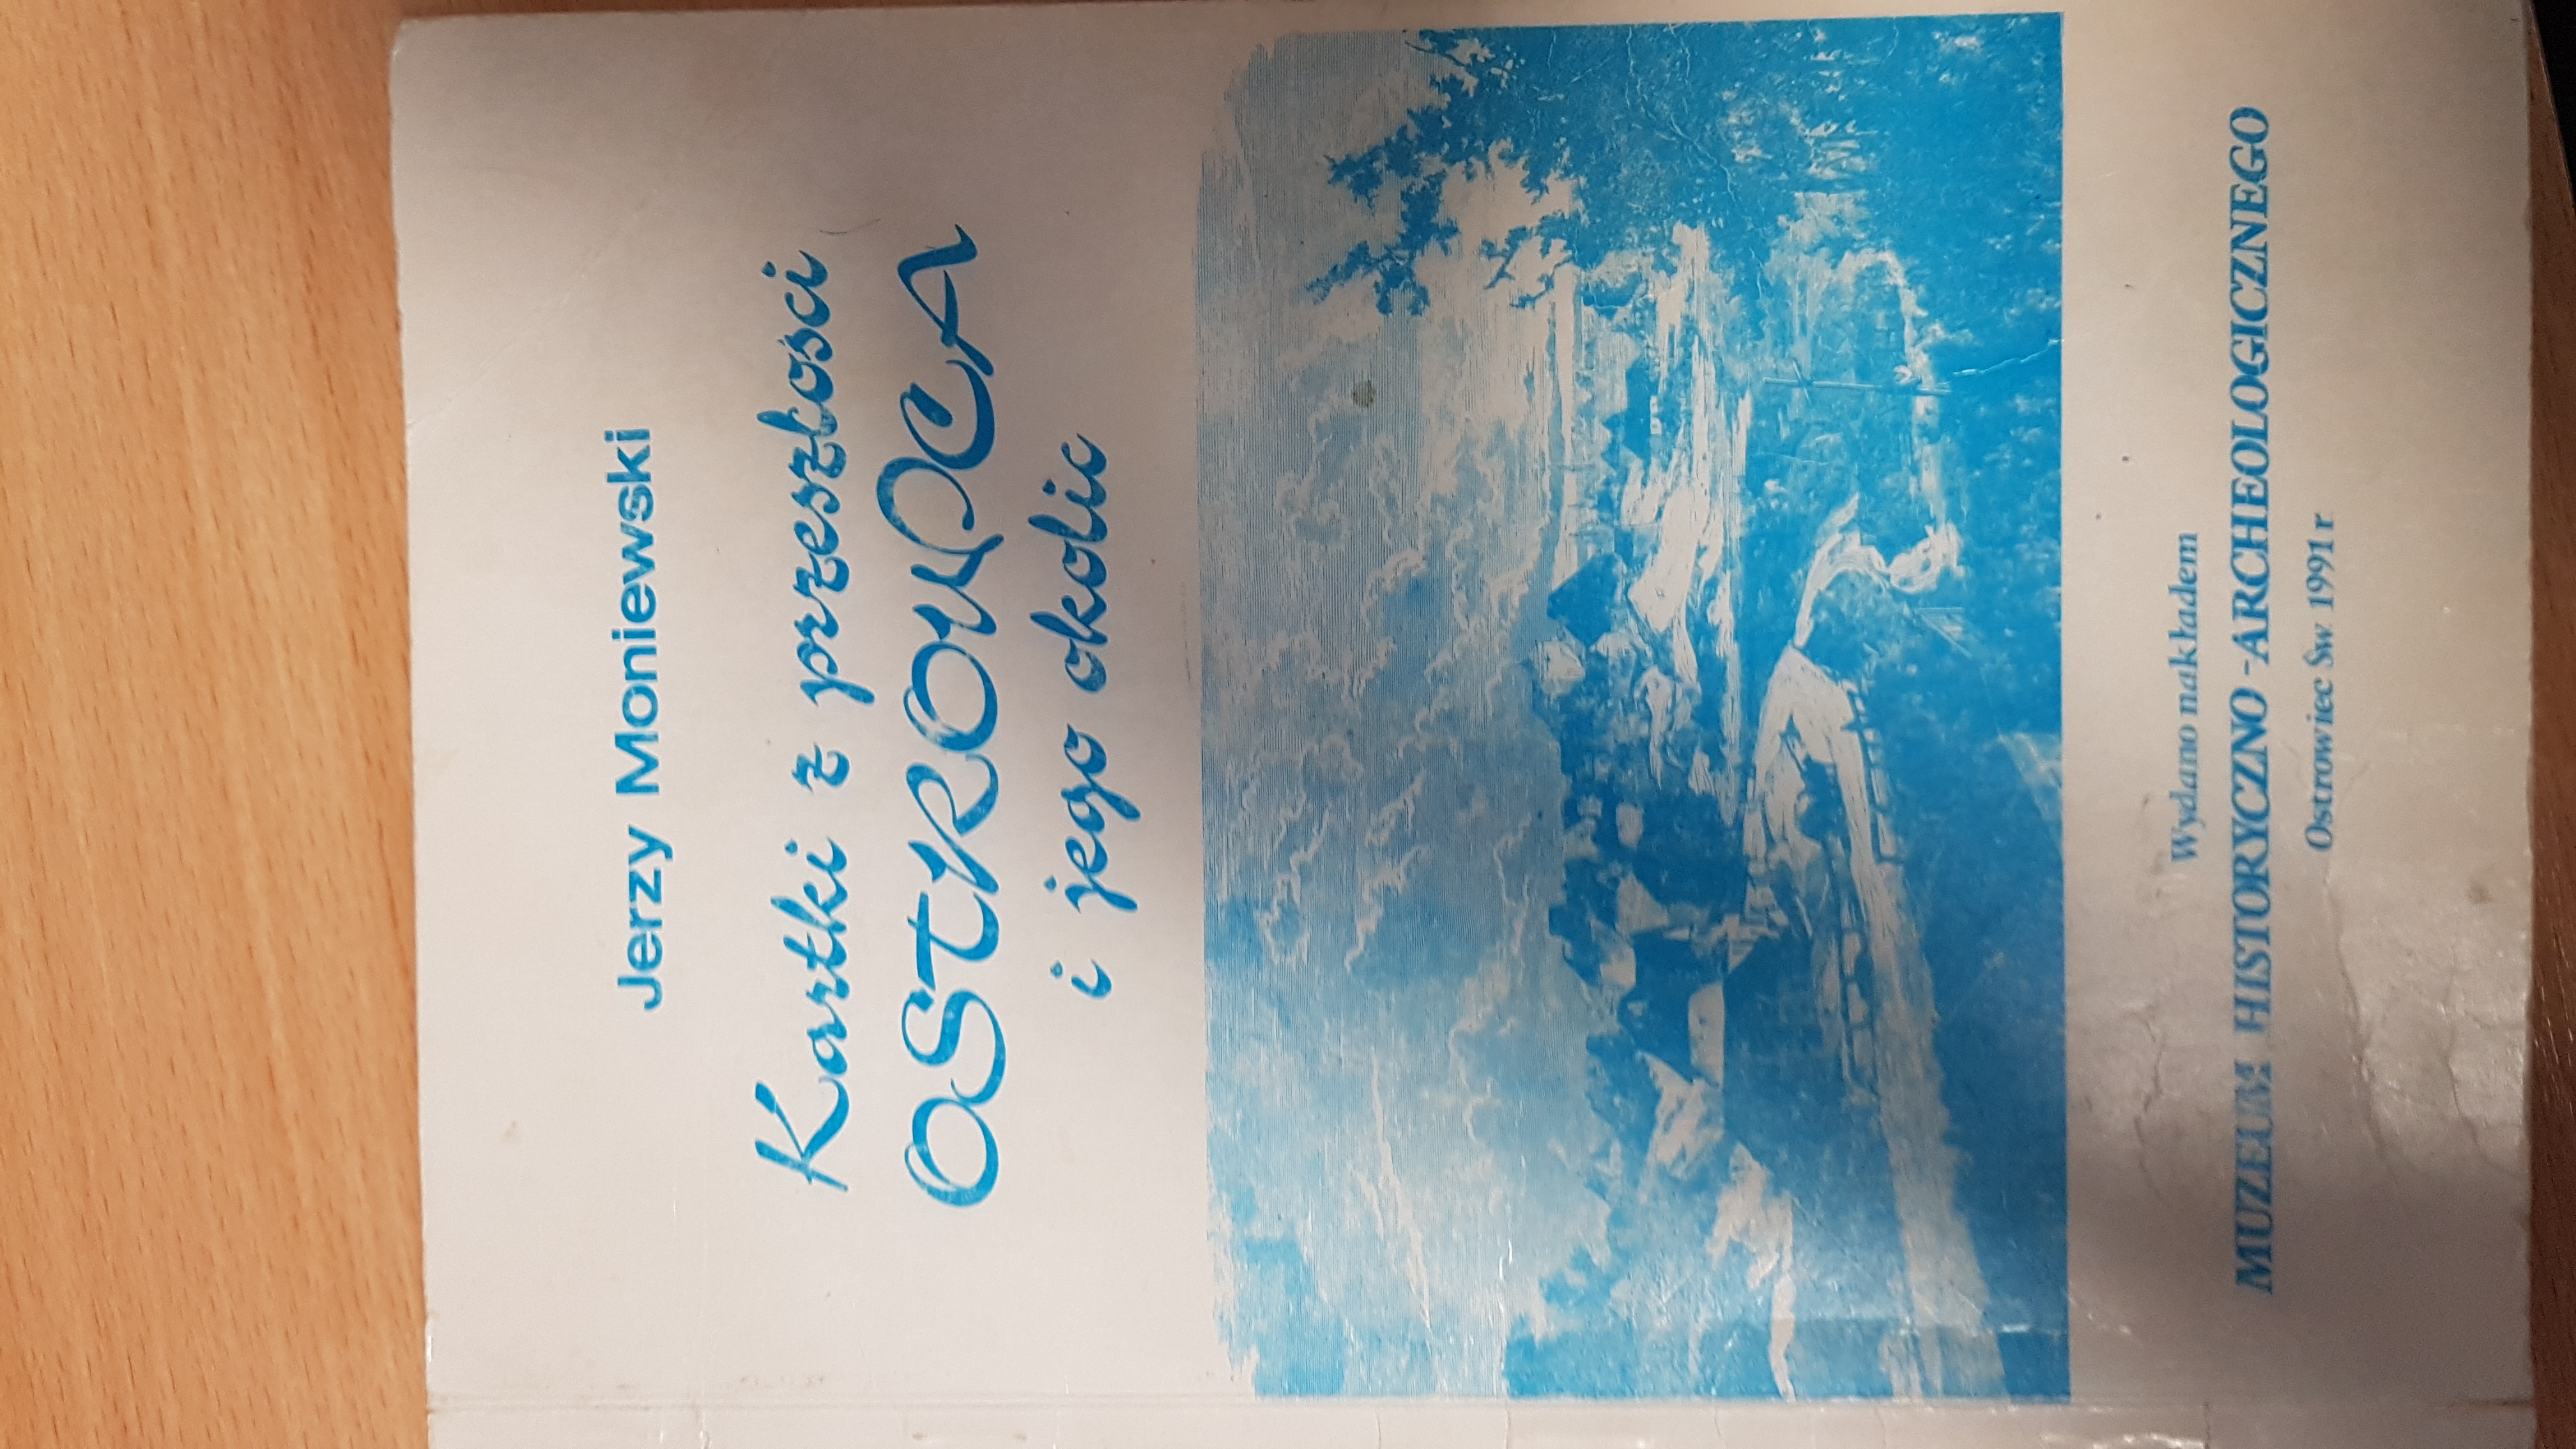 Jerzy Moniewski
Kartki z przeszłości
OSTROWCA
i jego okolic
Wydano nakładem
MUZEUM HISTORYCZNO-ARCHEOLOGICZNEGO
Ostrowiec Św. 1991 r